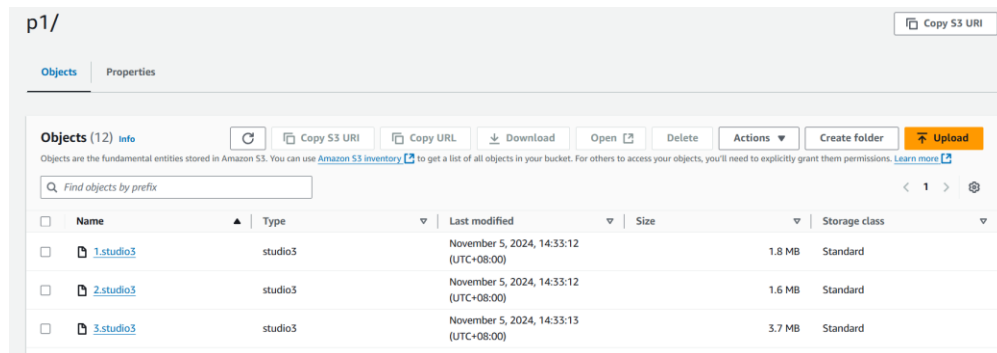 p1/
Copy S3 URI
Objects
Properties
Objects (12) Info
Copy S3 URI
Copy URL
Download
Open
Delete
Actions
Create folder
Upload
Objects are the fundamental entities stored in Amazon S3. You can use Amazon S3 inventory to get a list of all objects in your bucket. For others to access your objects, you'll need to explicitly grant them permissions. Learn more
Find objects by prefix
1
Name Type Last modified Size Storage class
1.studio3 studio3 November 5, 2024, 14:33:12 (UTC+08:00) 1.8 MB Standard
2.studio3 studio3 November 5, 2024, 14:33:12 (UTC+08:00) 1.6 MB Standard
3.studio3 studio3 November 5, 2024, 14:33:13 (UTC+08:00) 3.7 MB Standard